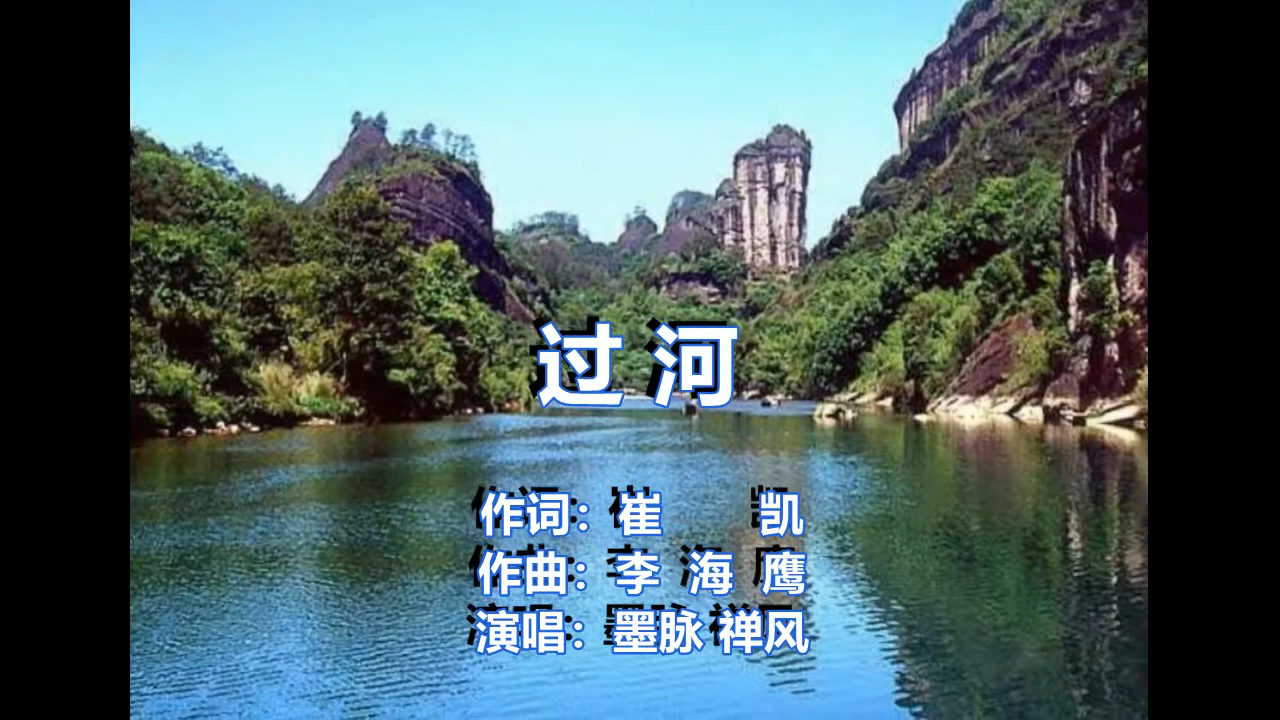 过河
作词：崔 凯
作曲：李海鹰
演唱：墨脉 禅风